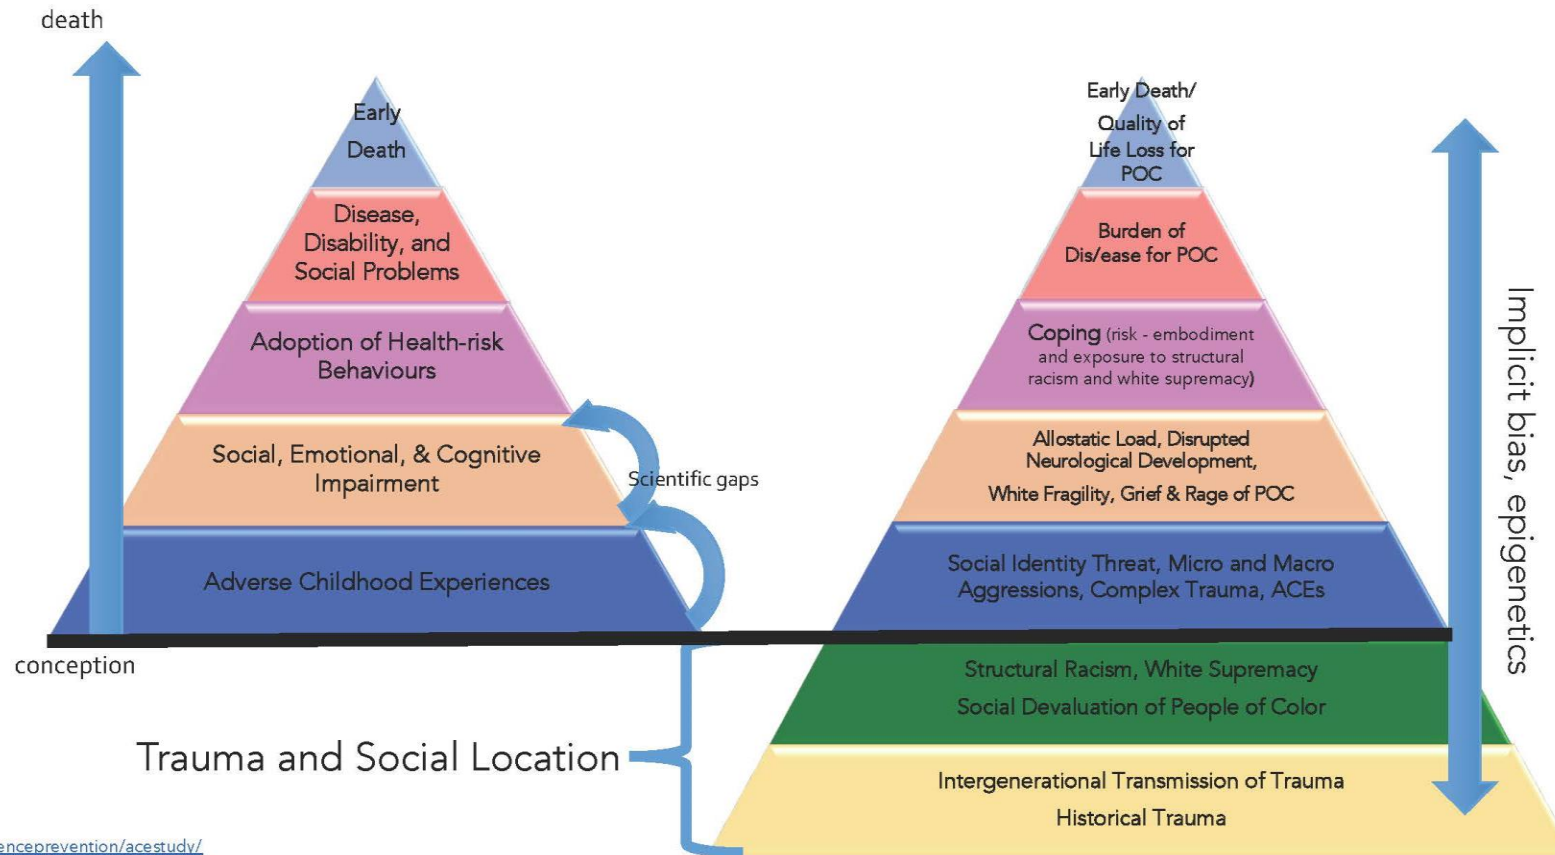 death
Early
Death
Disease,
Disability, and
Social Problems
Adoption of Health-risk
Behaviours
Social, Emotional, & Cognitive
Impairment
Scientific gaps
Adverse Childhood Experiences
conception
Trauma and Social Location
enceprevention/acestudy/
Early Death/
Quality of
Life Loss for
POC
Burden of
Dis/ease for POC
Coping (risk - embodiment
and exposure to structural
racism and white supremacy)
Allostatic Load, Disrupted
Neurological Development,
White Fragility, Grief & Rage of POC
Social Identity Threat, Micro and Macro
Aggressions, Complex Trauma, ACEs
Structural Racism, White Supremacy
Social Devaluation of People of Color
Intergenerational Transmission of Trauma
Historical Trauma
Implicit bias, epigenetics